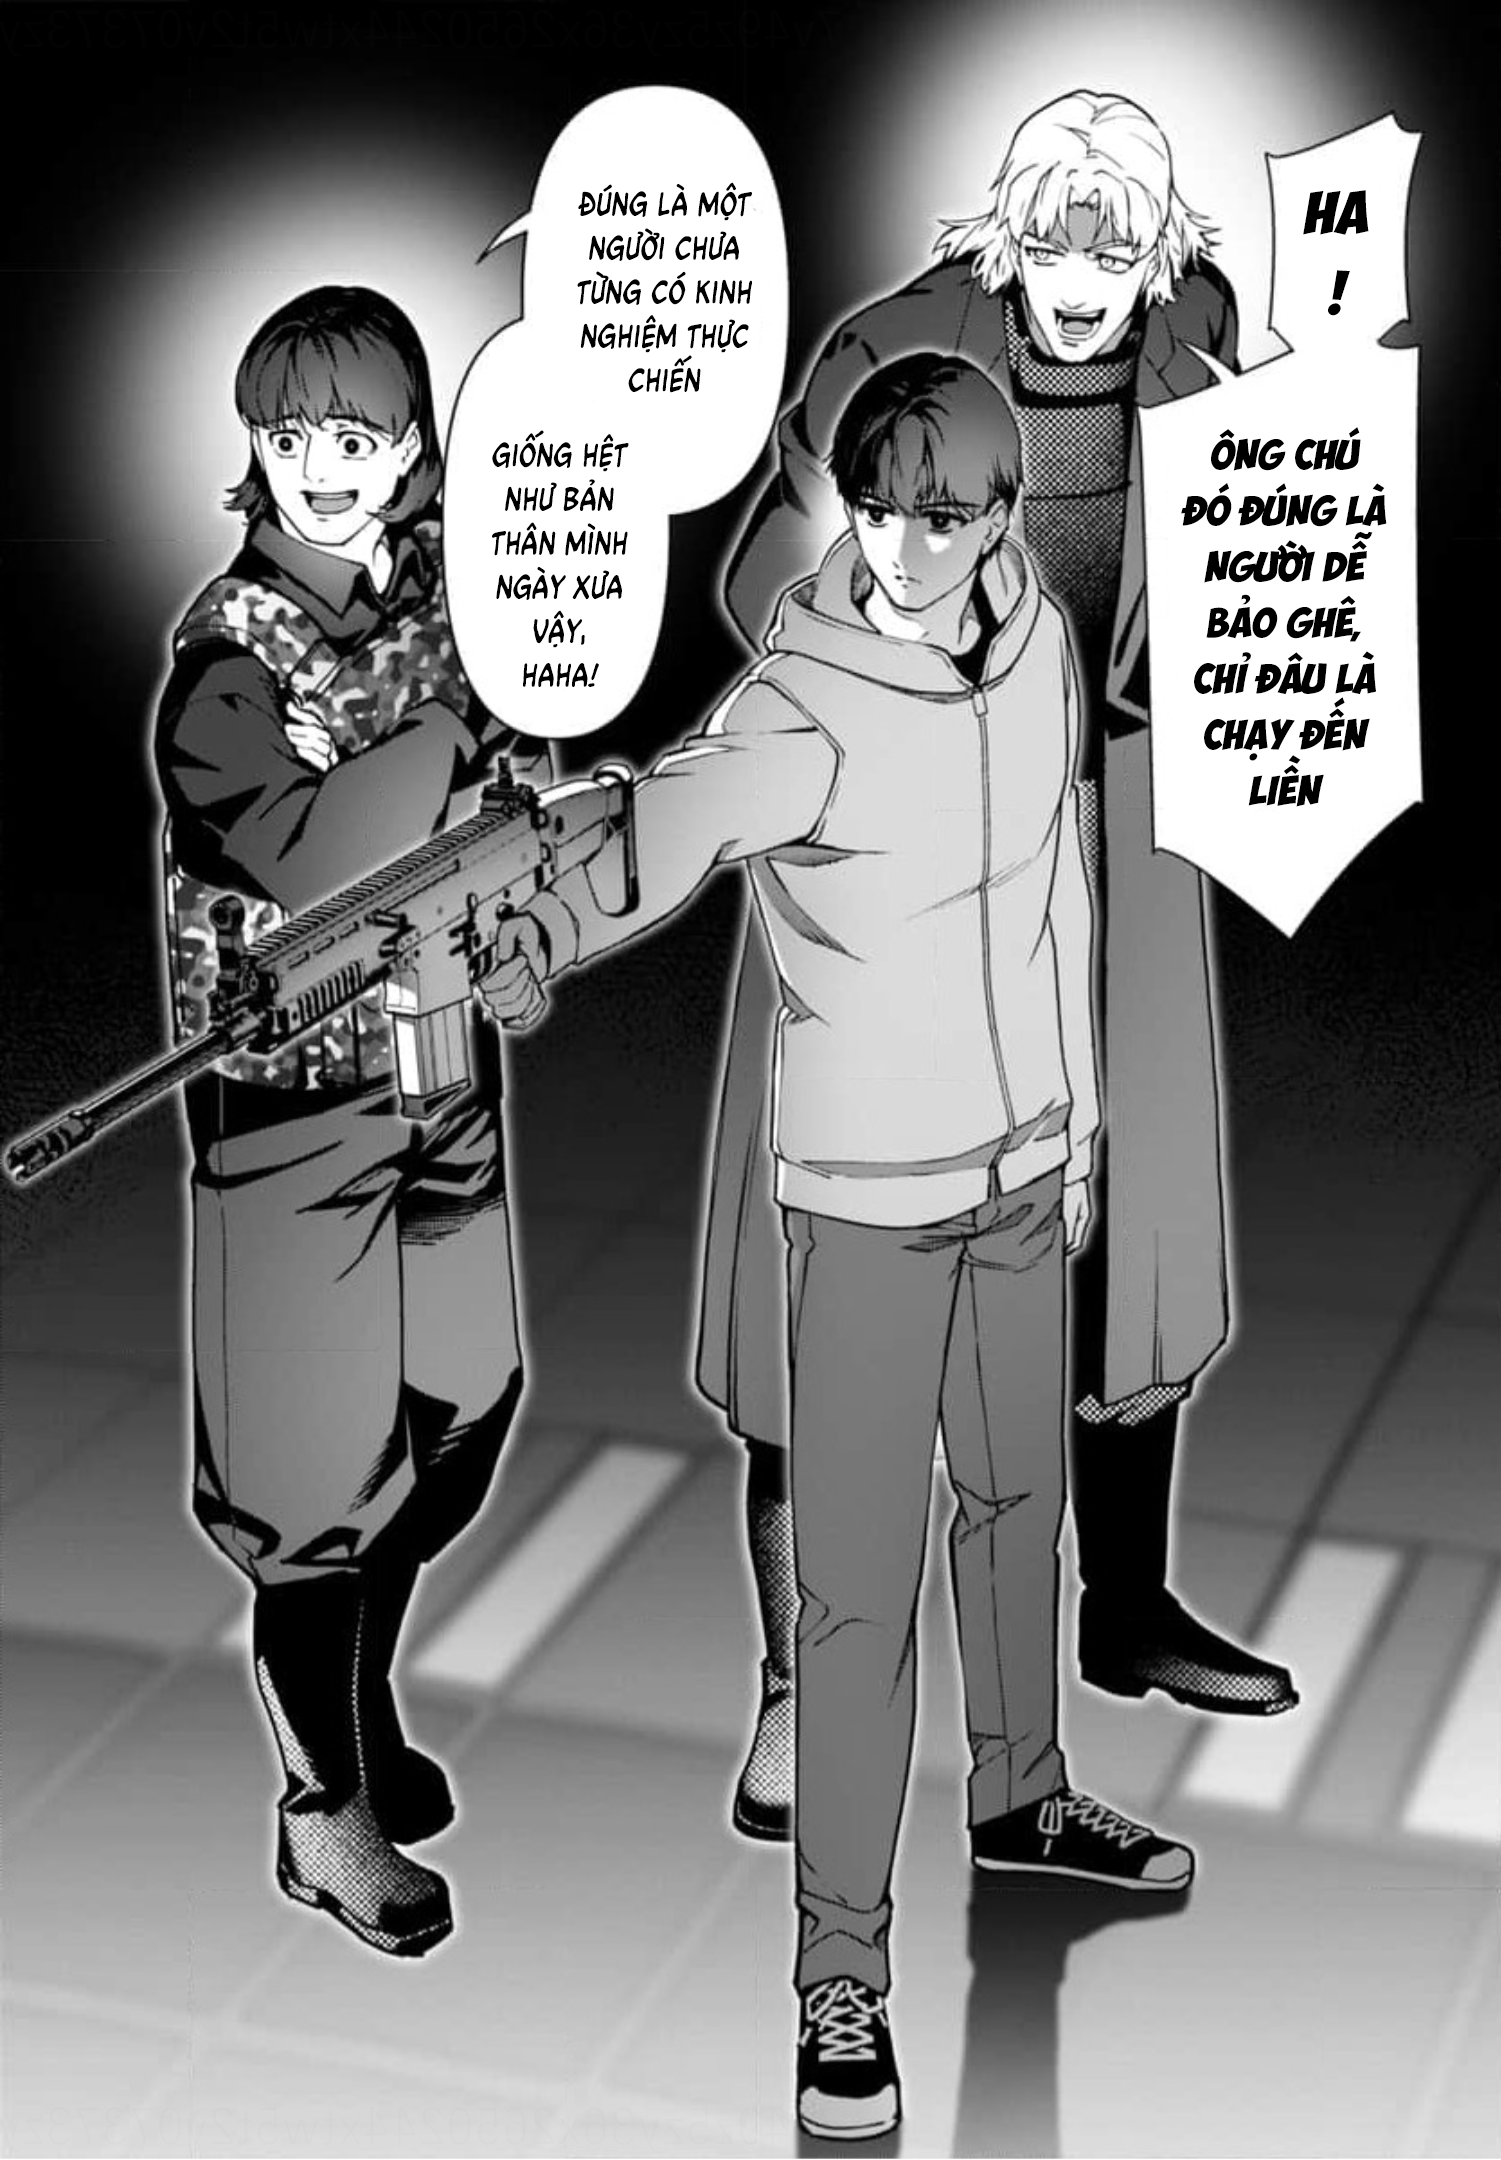 HA
!
ÔNG CHÚ
ĐÓ ĐÚNG LÀ
NGƯỜI DỄ
BẢO GHÊ,
CHỈ ĐÂU LÀ
CHẠY ĐẾN
LIỀN
ĐÚNG LÀ MỘT
NGƯỜI CHƯA
TỪNG CÓ KINH
NGHIỆM THỰC
CHIẾN
GIỐNG HỆT
NHƯ BẢN
THÂN MÌNH
NGÀY XƯA
VẬY,
HAHA!